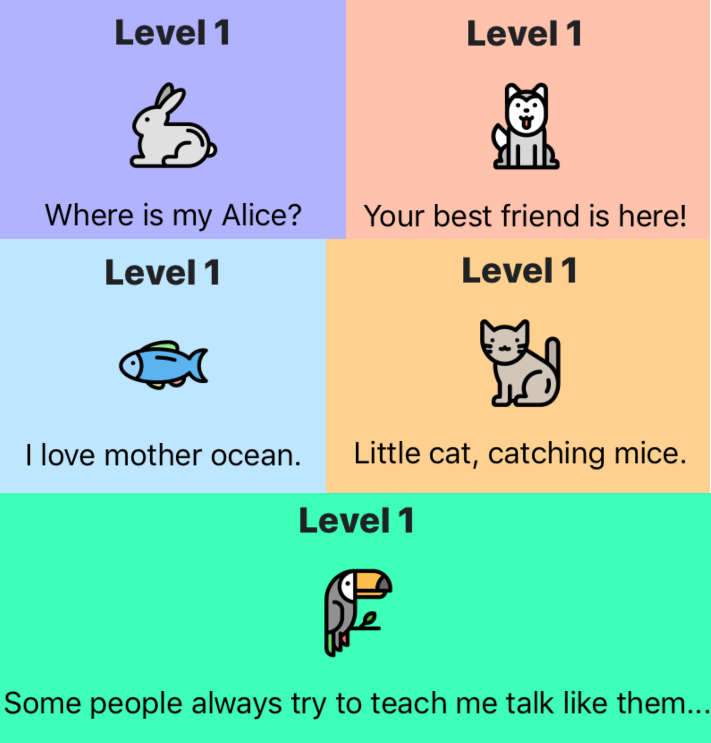 Level 1
Where is my Alice?
Level 1
Your best friend is here!
Level 1
I love mother ocean.
Level 1
Little cat, catching mice.
Level 1
Some people always try to teach me talk like them...